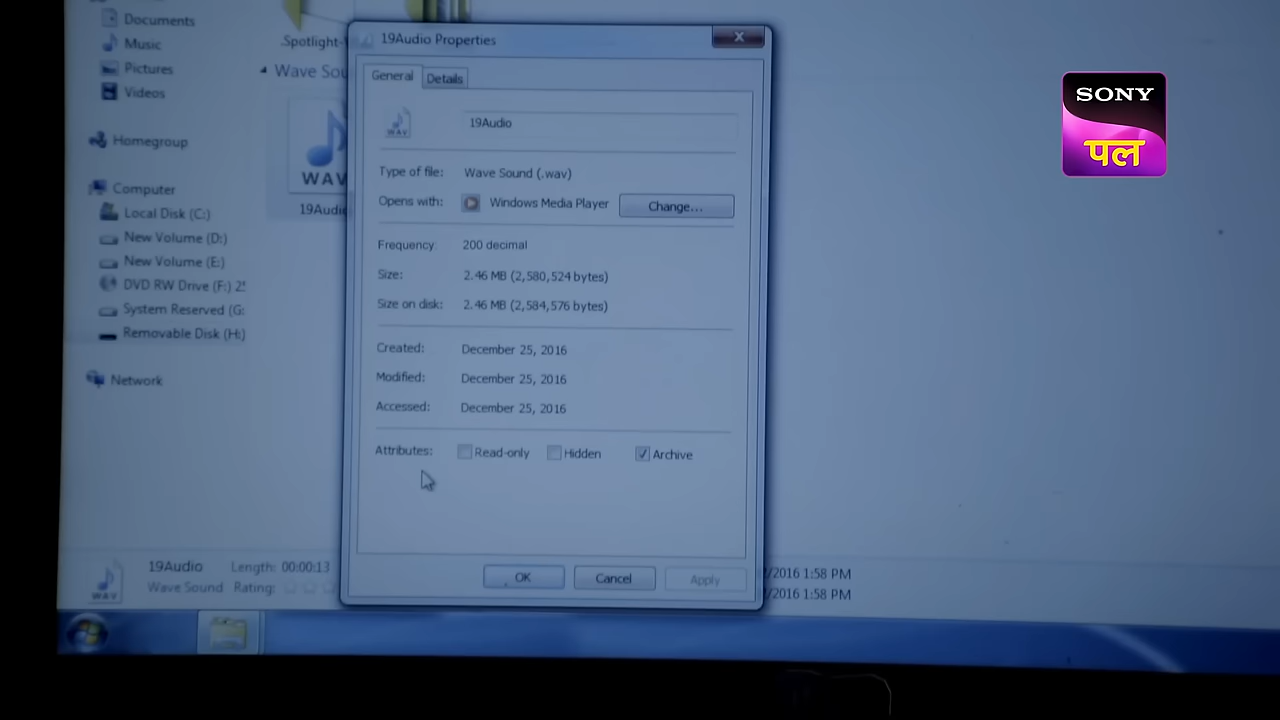 Documents
Music
Pictures
Videos
Homegroup
Computer
Local Disk (C:)
New Volume (D:)
New Volume (E:)
DVD RW Drive (F:)
System Reserved (G:
Removable Disk (H:)
Network
.Spotlight-
Wave Sou
WAV
19Audio
19Audio Properties
General Details
WAV
19Audio
Type of file: Wave Sound (.wav)
Opens with: Windows Media Player Change...
Frequency: 200 decimal
Size: 2.46 MB (2,580,524 bytes)
Size on disk: 2.46 MB (2,584,576 bytes)
Created: December 25, 2016
Modified: December 25, 2016
Accessed: December 25, 2016
Attributes: Read-only Hidden Archive
OK Cancel Apply
WAV
19Audio Length: 00:00:13
Wave Sound Rating:
/2016 1:58 PM
/2016 1:58 PM
SONY
पल